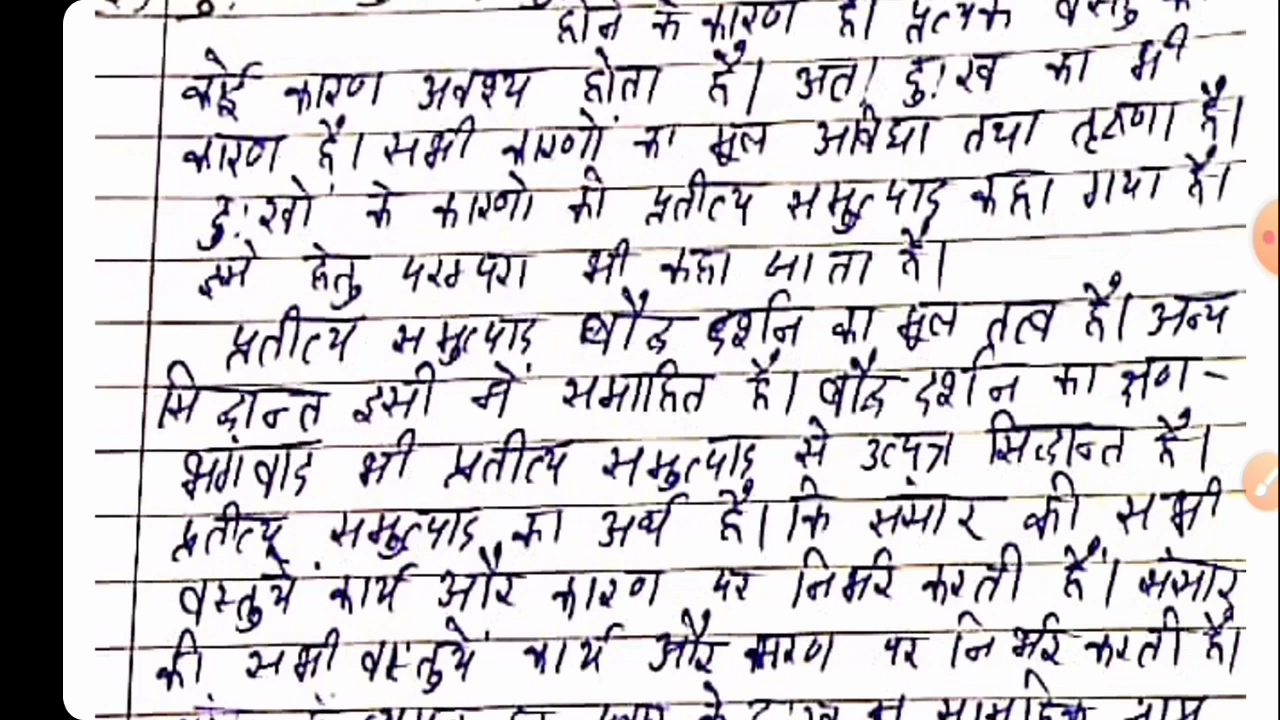 होने के कारण है। प्रत्येक वस्तु का
कोई कारण अवश्य होता है। अत: दु:ख का भी
कारण है। सभी कारणों का मूल अविद्या तथा तृष्णा है।
दु:खों के कारणो को प्रतीत्य समुत्पाद कहा गया है।
इसे हेतु परम्परा भी कहा जाता है।
प्रतीत्य समुत्पाद बौद्ध दर्शन का मूल तत्व है। अन्य
सिद्धान्त इसी में समाहित है। बौद्ध दर्शन का क्षण-
भंगवाद भी प्रतीत्य समुत्पाद से उत्पन्न सिद्धान्त है।
प्रतीत्य समुत्पाद का अर्थ है। कि संसार की सभी
वस्तुयें कार्य और कारण पर निर्भर करती हैं। संसार
की सभी वस्तुयें कार्य और कारण पर निर्भर करती है।